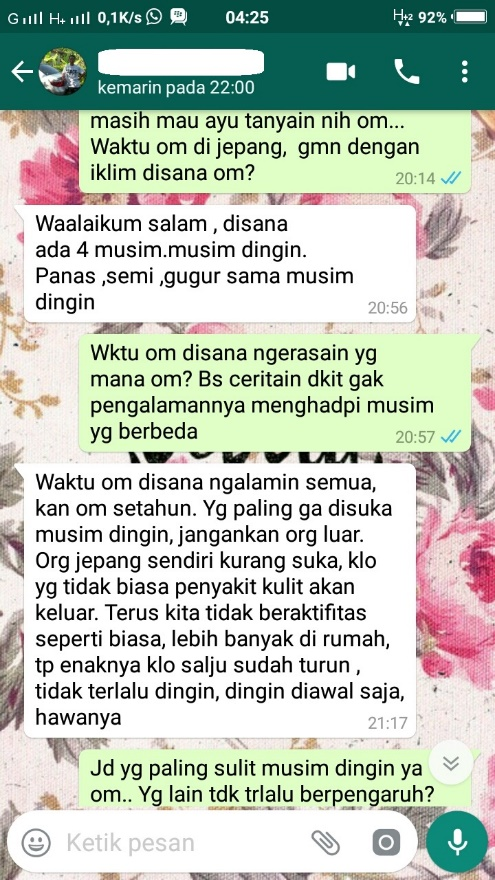 G H+ 0,1K/s 04:25 H+2 92%
kemarin pada 22:00
masih mau ayu tanyain nih om...
Waktu om di jepang, gmn dengan
iklim disana om?
20:14
Waalaikum salam , disana
ada 4 musim.musim dingin.
Panas ,semi ,gugur sama musim
dingin
20:56
Wktu om disana ngerasain yg
mana om? Bs ceritain dkit gak
pengalamannya menghadpi musim
yg berbeda
20:57
Waktu om disana ngalamin semua,
kan om setahun. Yg paling ga disuka
musim dingin, jangankan org luar.
Org jepang sendiri kurang suka, klo
yg tidak biasa penyakit kulit akan
keluar. Terus kita tidak beraktifitas
seperti biasa, lebih banyak di rumah,
tp enaknya klo salju sudah turun ,
tidak terlalu dingin, dingin diawal saja,
hawanya
21:17
Jd yg paling sulit musim dingin ya
om.. Yg lain tdk trlalu berpengaruh?
Ketik pesan